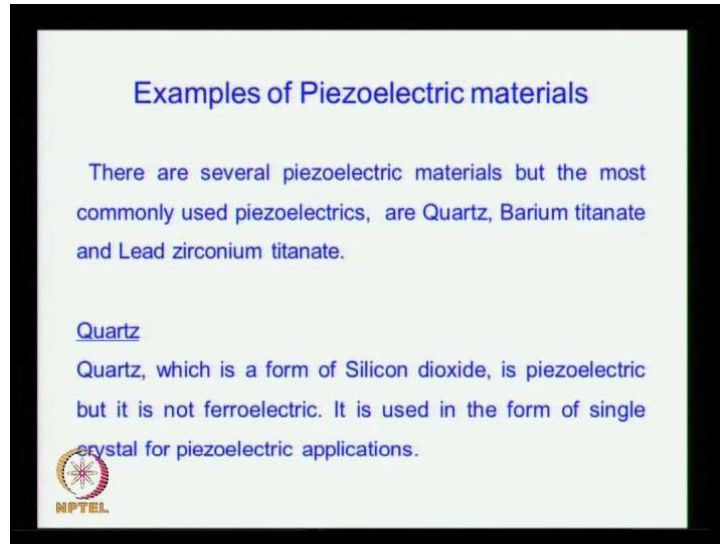 Examples of Piezoelectric materials
There are several piezoelectric materials but the most
commonly used piezoelectrics, are Quartz, Barium titanate
and Lead zirconium titanate.
Quartz
Quartz, which is a form of Silicon dioxide, is piezoelectric
but it is not ferroelectric. It is used in the form of single
crystal for piezoelectric applications.
NPTEL